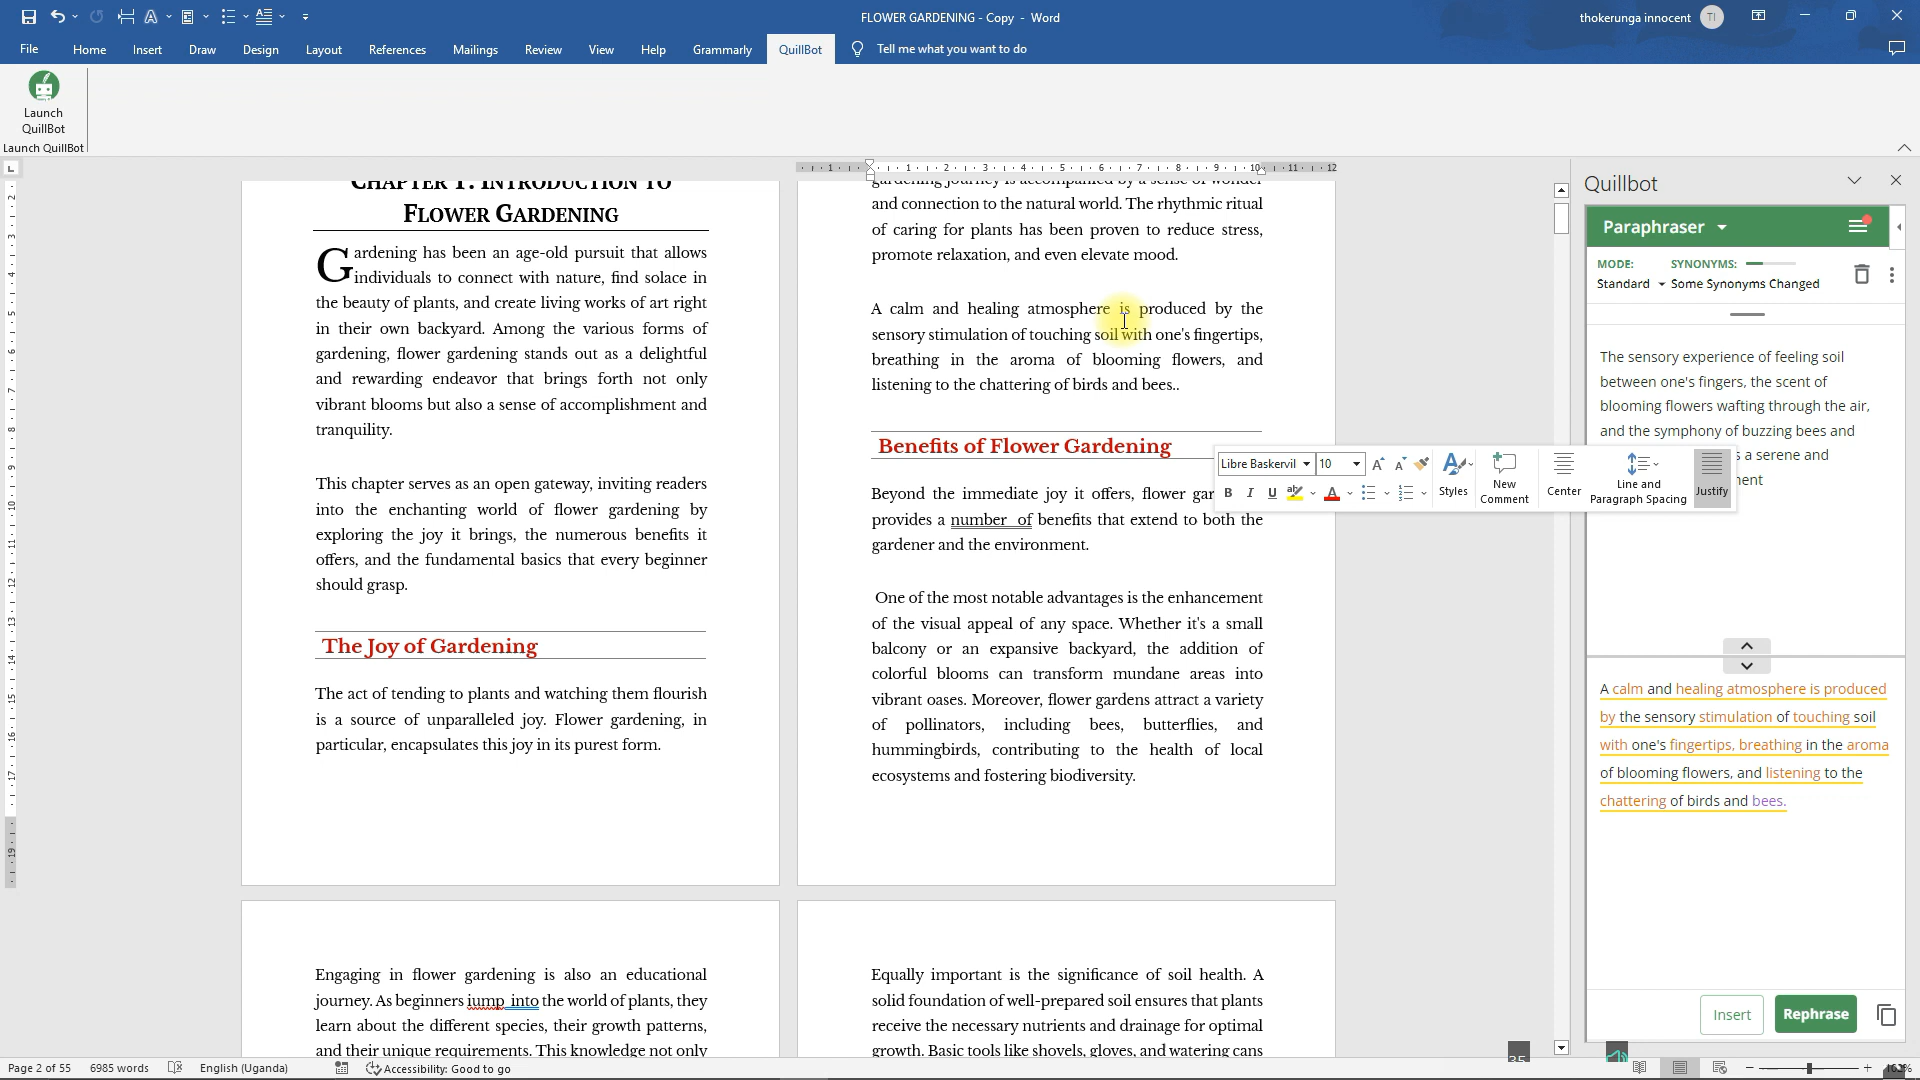 FLOWER GARDENING - Copy - Word
thokerunga innocent
TI
File Home Insert Draw Design Layout References Mailings Review View Help Grammarly QuillBot Tell me what you want to do
Launch
QuillBot
Launch QuillBot
CHAPTER 1: INTRODUCTION TO
FLOWER GARDENING
Gardening has been an age-old pursuit that allows
individuals to connect with nature, find solace in
the beauty of plants, and create living works of art right
in their own backyard. Among the various forms of
gardening, flower gardening stands out as a delightful
and rewarding endeavor that brings forth not only
vibrant blooms but also a sense of accomplishment and
tranquility.
This chapter serves as an open gateway, inviting readers
into the enchanting world of flower gardening by
exploring the joy it brings, the numerous benefits it
offers, and the fundamental basics that every beginner
should grasp.
The Joy of Gardening
The act of tending to plants and watching them flourish
is a source of unparalleled joy. Flower gardening, in
particular, encapsulates this joy in its purest form.
gardening journey is accompanied by a sense of wonder
and connection to the natural world. The rhythmic ritual
of caring for plants has been proven to reduce stress,
promote relaxation, and even elevate mood.
A calm and healing atmosphere is produced by the
sensory stimulation of touching soil with one's fingertips,
breathing in the aroma of blooming flowers, and
listening to the chattering of birds and bees..
Benefits of Flower Gardening
Beyond the immediate joy it offers, flower gar
provides a number of benefits that extend to both the
gardener and the environment.
One of the most notable advantages is the enhancement
of the visual appeal of any space. Whether it's a small
balcony or an expansive backyard, the addition of
colorful blooms can transform mundane areas into
vibrant oases. Moreover, flower gardens attract a variety
of pollinators, including bees, butterflies, and
hummingbirds, contributing to the health of local
ecosystems and fostering biodiversity.
Engaging in flower gardening is also an educational
journey. As beginners jump into the world of plants, they
learn about the different species, their growth patterns,
and their unique requirements. This knowledge not only
Equally important is the significance of soil health. A
solid foundation of well-prepared soil ensures that plants
receive the necessary nutrients and drainage for optimal
growth. Basic tools like shovels, gloves, and watering cans
Libre Baskervil 10
B I U
Styles
New
Comment
Center
Line and
Paragraph Spacing
Justify
Quillbot
Paraphraser
MODE: SYNONYMS:
Standard Some Synonyms Changed
The sensory experience of feeling soil
between one's fingers, the scent of
blooming flowers wafting through the air,
and the symphony of buzzing bees and
s a serene and
ent
A calm and healing atmosphere is produced
by the sensory stimulation of touching soil
with one's fingertips, breathing in the aroma
of blooming flowers, and listening to the
chattering of birds and bees.
Insert Rephrase
Page 2 of 55 6985 words English (Uganda) Accessibility: Good to go